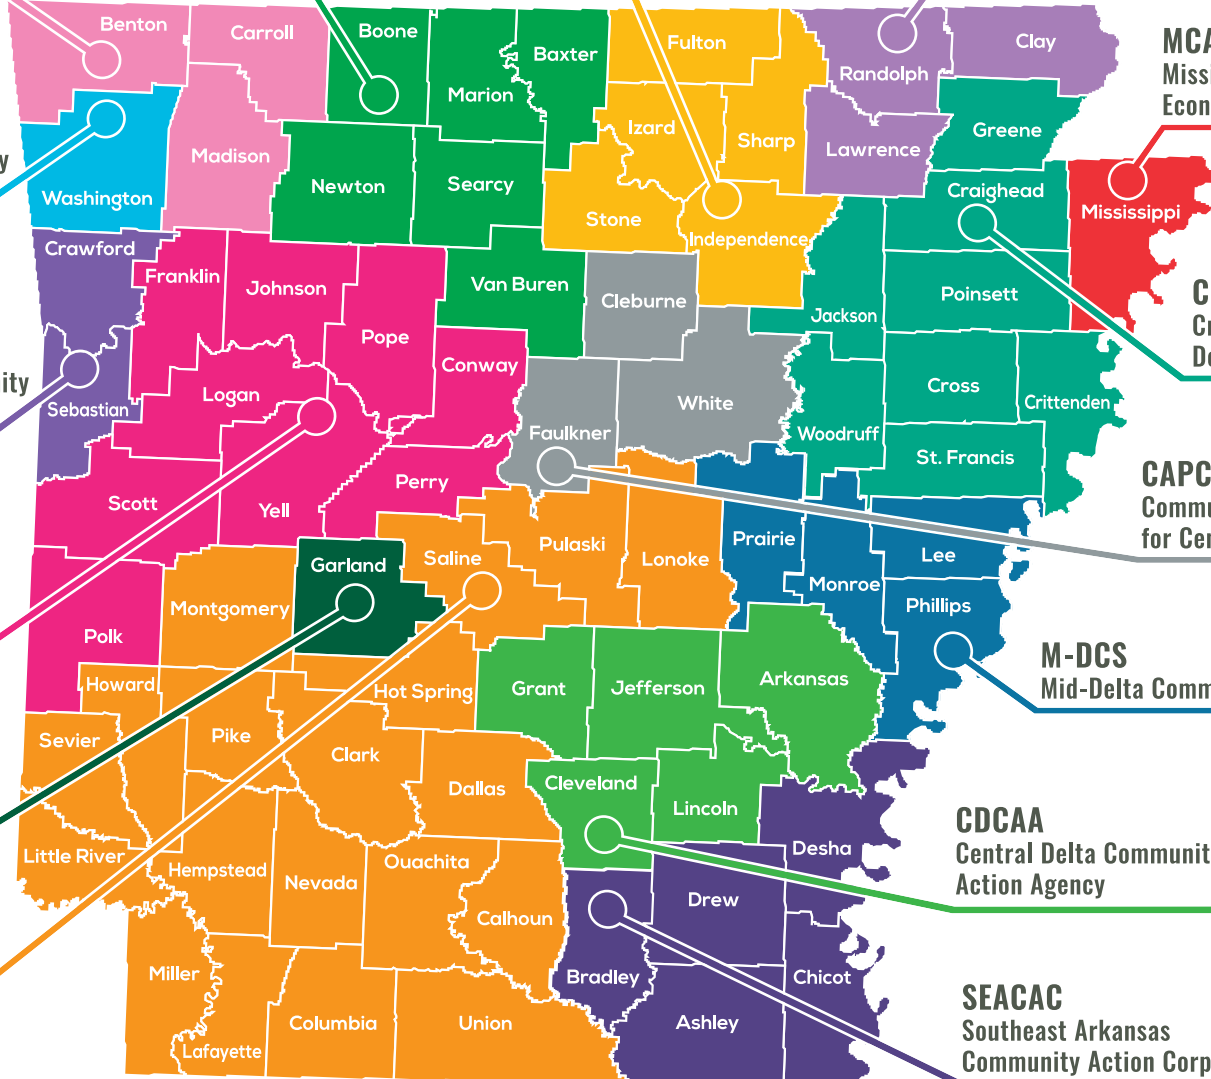 Benton
Carroll
Boone
Marion
Baxter
Fulton
Randolph
Clay
MCA
Missi
Econ
Madison
Izard
Sharp
Lawrence
Greene
y
Washington
Newton
Searcy
Stone
Independence
Craighead
Mississippi
Crawford
Franklin
Johnson
Pope
Van Buren
Cleburne
Jackson
Poinsett
C
Cr
De
ity
Sebastian
Logan
Conway
Faulkner
White
Woodruff
Cross
Crittenden
St. Francis
CAPC
Commu
for Cer
Scott
Yell
Perry
Garland
Saline
Pulaski
Lonoke
Prairie
Monroe
Lee
Phillips
Polk
Montgomery
Howard
Hot Spring
Grant
Jefferson
Arkansas
M-DCS
Mid-Delta Comm
Sevier
Pike
Clark
Dallas
Cleveland
Lincoln
Desha
CDCAA
Central Delta Communit
Action Agency
Little River
Hempstead
Nevada
Ouachita
Calhoun
Drew
Bradley
Chicot
Miller
Lafayette
Columbia
Union
Ashley
SEACAC
Southeast Arkansas
Community Action Corp